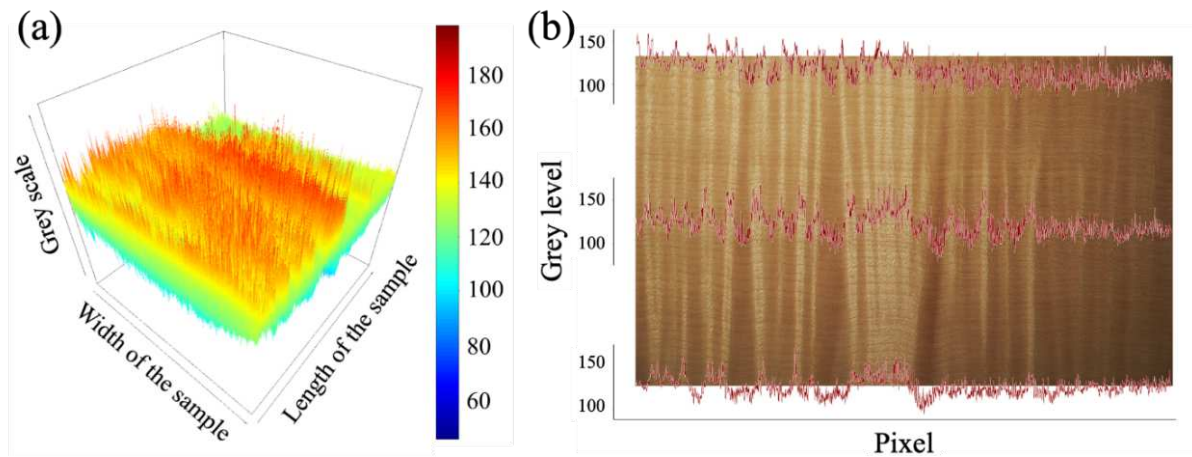 (a)
Grey scale
Width of the sample
Length of the sample
180
160
140
120
100
80
60
(b)
Grey level
150
100
150
100
150
100
Pixel